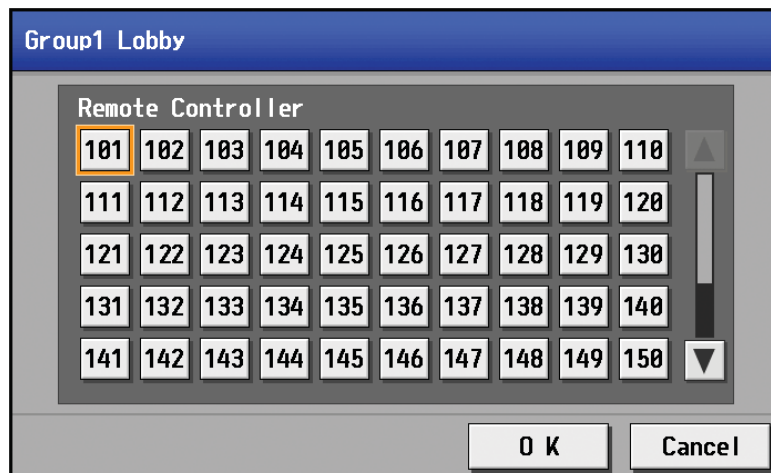 Group1 Lobby
Remote Controller
101 102 103 104 105 106 107 108 109 110
111 112 113 114 115 116 117 118 119 120
121 122 123 124 125 126 127 128 129 130
131 132 133 134 135 136 137 138 139 140
141 142 143 144 145 146 147 148 149 150
O K Cancel